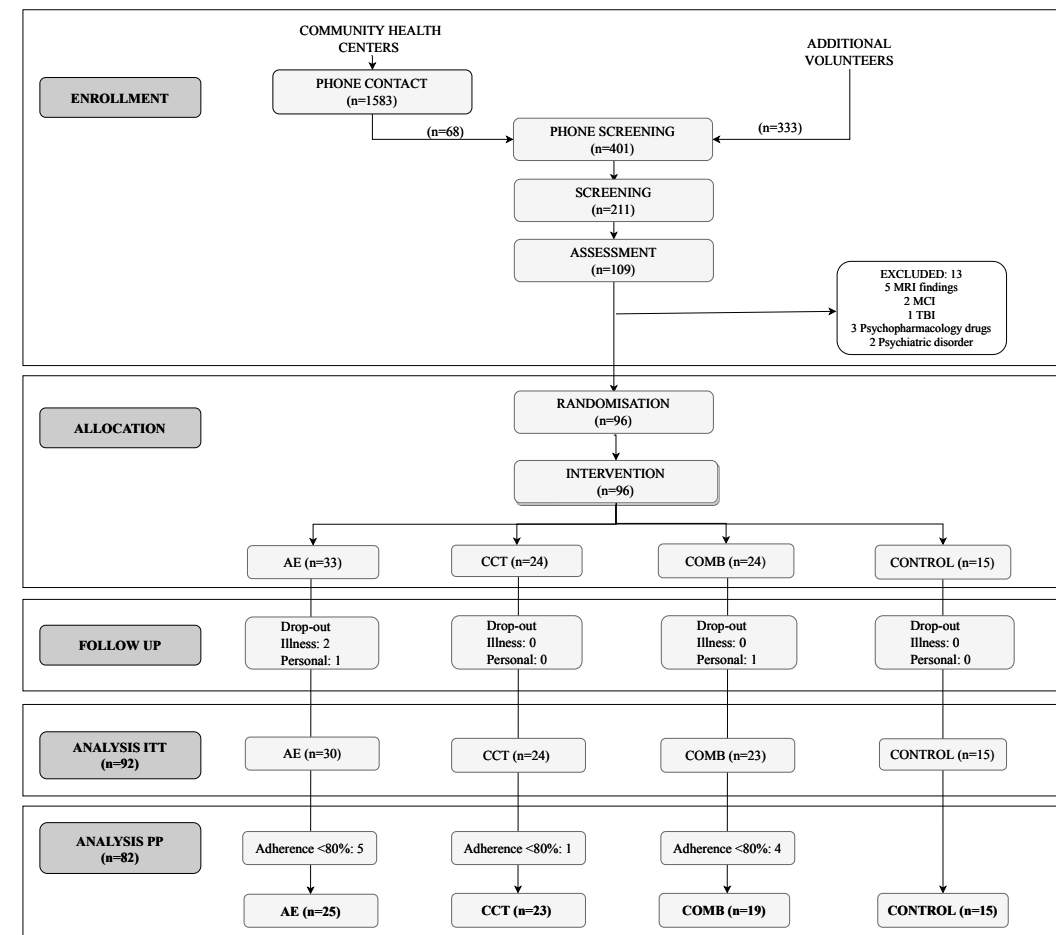 COMMUNITY HEALTH
CENTERS
ADDITIONAL
VOLUNTEERS
ENROLLMENT
PHONE CONTACT
(n=1583)
(n=68)
PHONE SCREENING
(n=401)
(n=333)
SCREENING
(n=211)
ASSESSMENT
(n=109)
EXCLUDED: 13
5 MRI findings
2 MCI
1 TBI
3 Psychopharmacology drugs
2 Psychiatric disorder
ALLOCATION
RANDOMISATION
(n=96)
INTERVENTION
(n=96)
AE (n=33)
CCT (n=24)
COMB (n=24)
CONTROL (n=15)
FOLLOW UP
Drop-out
Illness: 2
Personal: 1
Drop-out
Illness: 0
Personal: 0
Drop-out
Illness: 0
Personal: 1
Drop-out
Illness: 0
Personal: 0
ANALYSIS ITT
(n=92)
AE (n=30)
CCT (n=24)
COMB (n=23)
CONTROL (n=15)
ANALYSIS PP
(n=82)
Adherence <80%: 5
Adherence <80%: 1
Adherence <80%: 4
AE (n=25)
CCT (n=23)
COMB (n=19)
CONTROL (n=15)